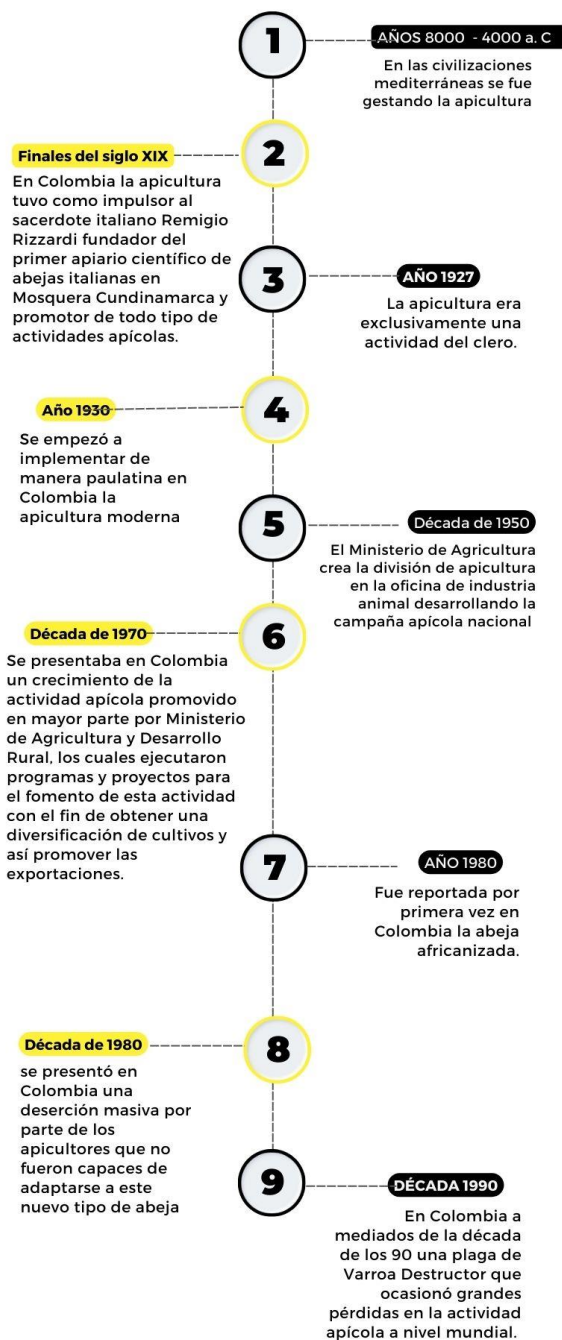 1
AÑOS 8000 - 4000 a. C
En las civilizaciones
mediterráneas se fue
gestando la apicultura
2
Finales del siglo XIX
En Colombia la apicultura
tuvo como impulsor al
sacerdote italiano Remigio
Rizzardi fundador del
primer apiario científico de
abejas italianas en
Mosquera Cundinamarca y
promotor de todo tipo de
actividades apícolas.
3
AÑO 1927
La apicultura era
exclusivamente una
actividad del clero.
4
Año 1930
Se empezó a
implementar de
manera paulatina en
Colombia la
apicultura moderna
5
Década de 1950
El Ministerio de Agricultura
crea la división de apicultura
en la oficina de industria
animal desarrollando la
campaña apícola nacional
6
Década de 1970
Se presentaba en Colombia
un crecimiento de la
actividad apícola promovido
en mayor parte por Ministerio
de Agricultura y Desarrollo
Rural, los cuales ejecutaron
programas y proyectos para
el fomento de esta actividad
con el fin de obtener una
diversificación de cultivos y
así promover las
exportaciones.
7
AÑO 1980
Fue reportada por
primera vez en
Colombia la abeja
africanizada.
8
Década de 1980
se presentó en
Colombia una
deserción masiva por
parte de los
apicultores que no
fueron capaces de
adaptarse a este
nuevo tipo de abeja
9
DÉCADA 1990
En Colombia a
mediados de la década
de los 90 una plaga de
Varroa Destructor que
ocasionó grandes
pérdidas en la actividad
apícola a nivel mundial.